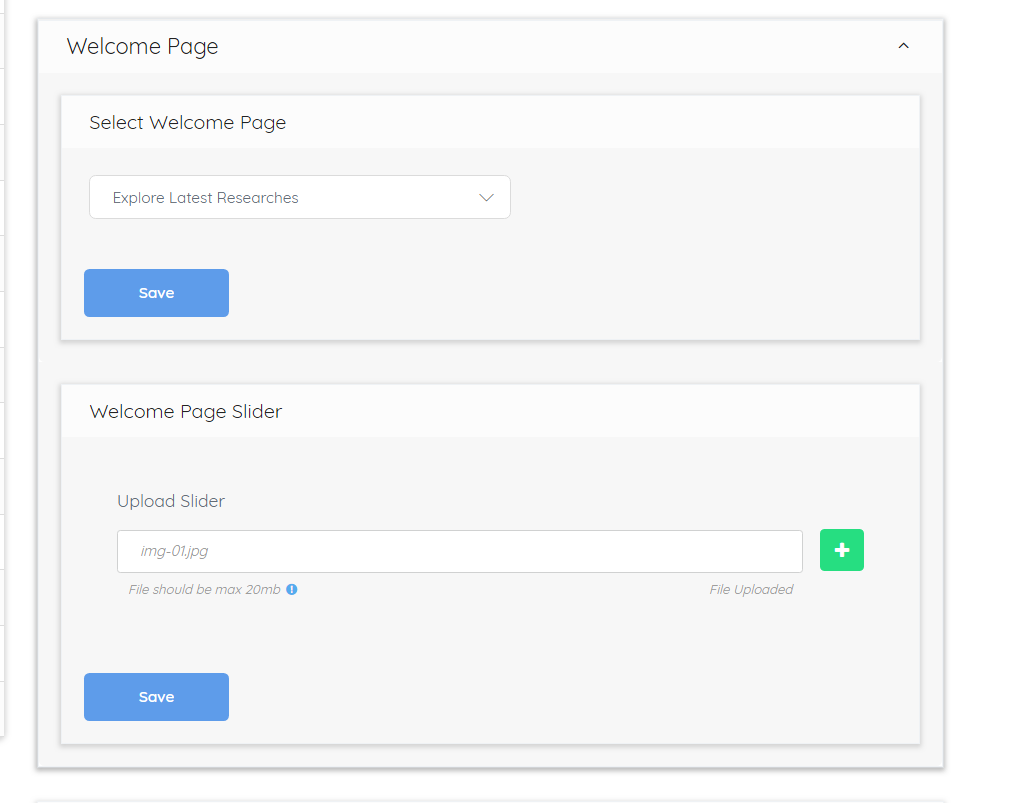 Welcome Page
Select Welcome Page
Explore Latest Researches
Save
Welcome Page Slider
Upload Slider
img-01.jpg
File should be max 20mb
File Uploaded
Save